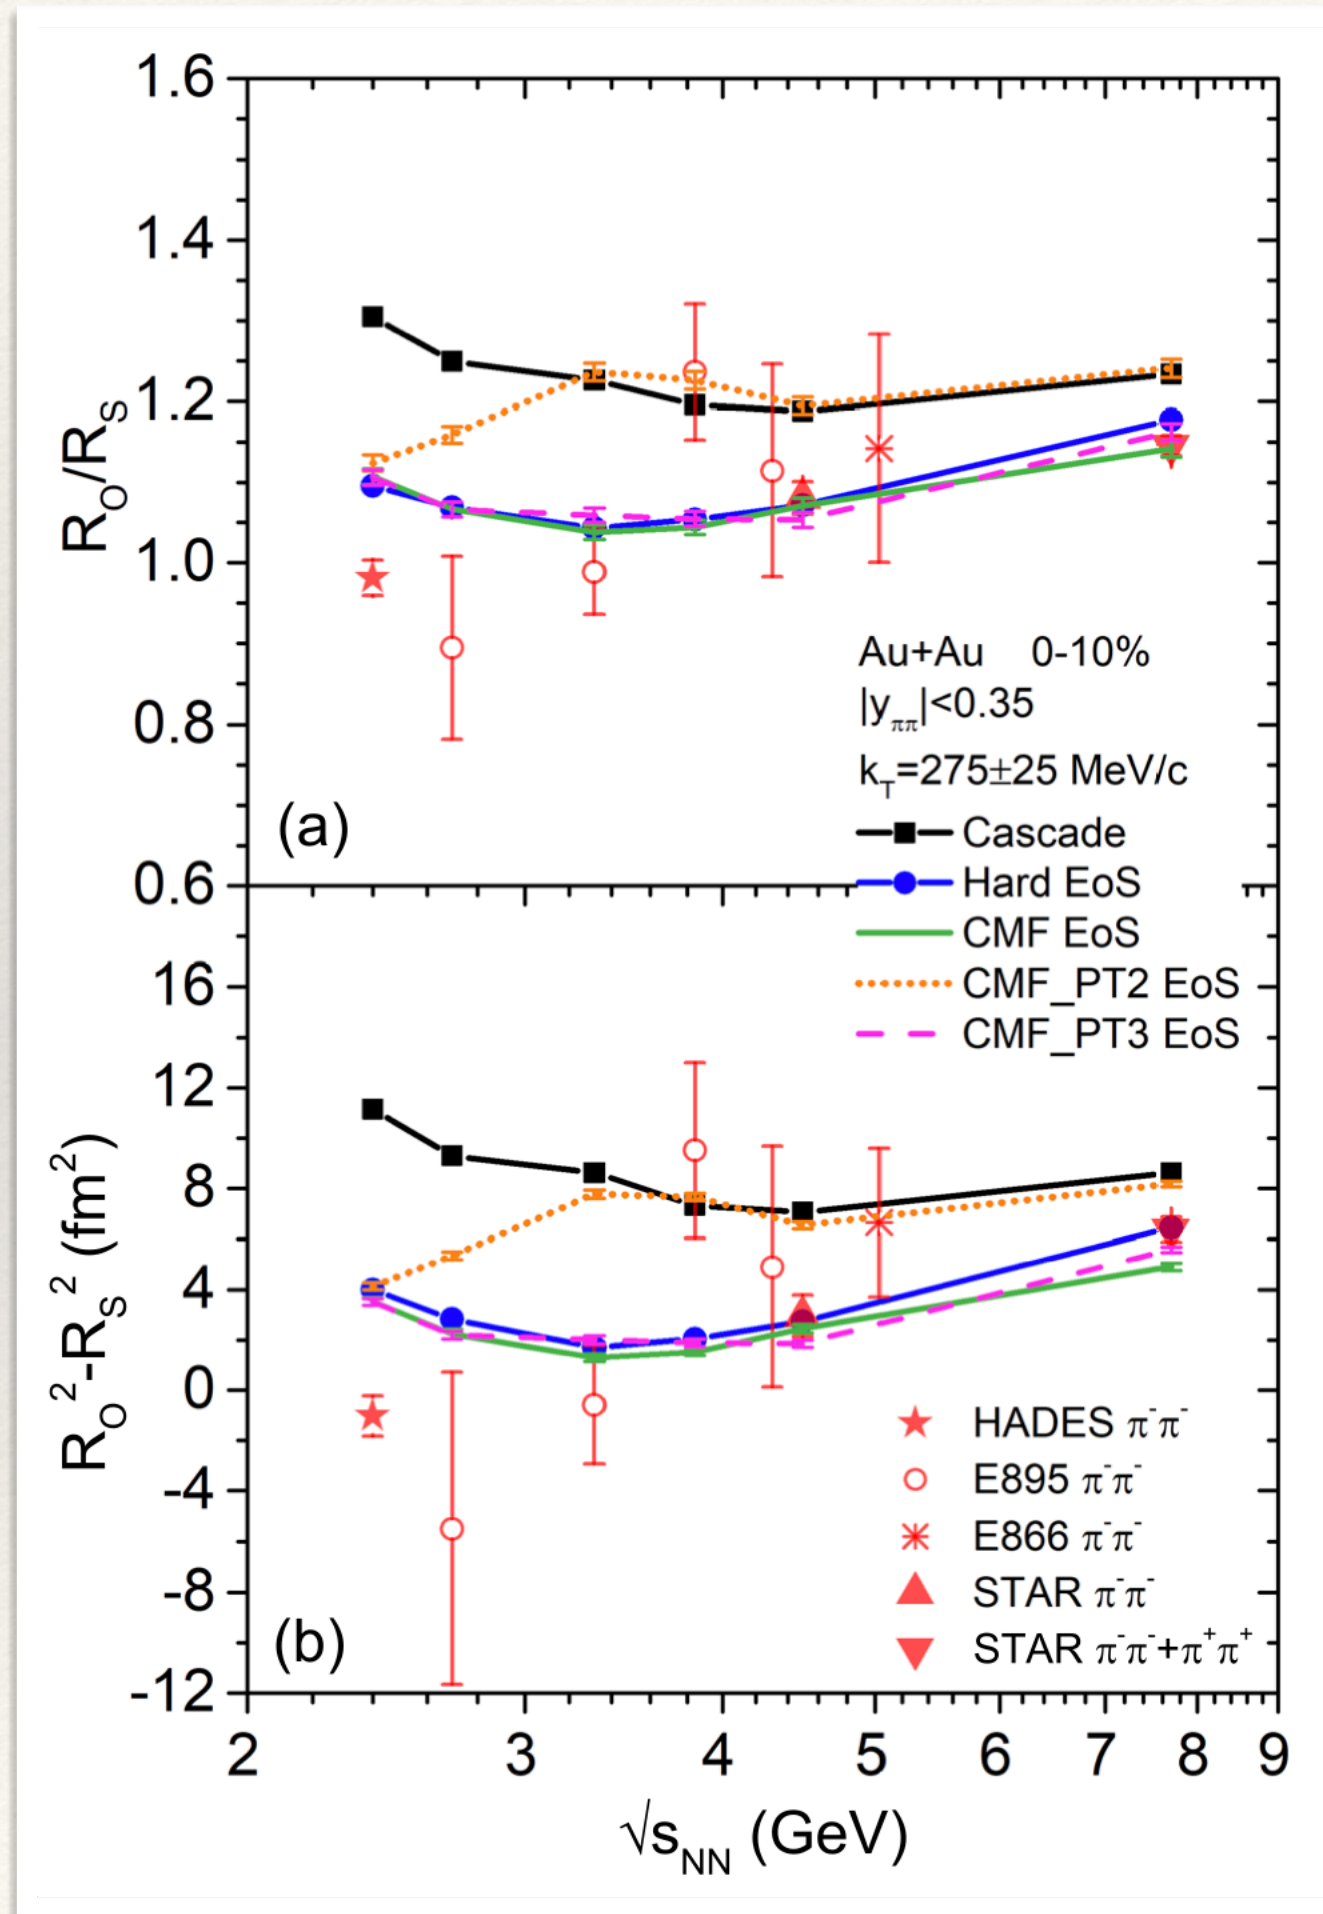 1.6
1.4
1.2
1.0
0.8
0.6
R_O/R_S
Au+Au 0-10%
|y_ππ|<0.35
k_T=275±25 MeV/c
(a)
Cascade
Hard EoS
CMF EoS
CMF_PT2 EoS
CMF_PT3 EoS
16
12
8
4
0
-4
-8
-12
R_O^2-R_S^2 (fm^2)
HADES π^-π^-
E895 π^-π^-
E866 π^-π^-
STAR π^-π^-
STAR π^-π^-+π^+π^+
(b)
2 3 4 5 6 7 8 9
√s_NN (GeV)